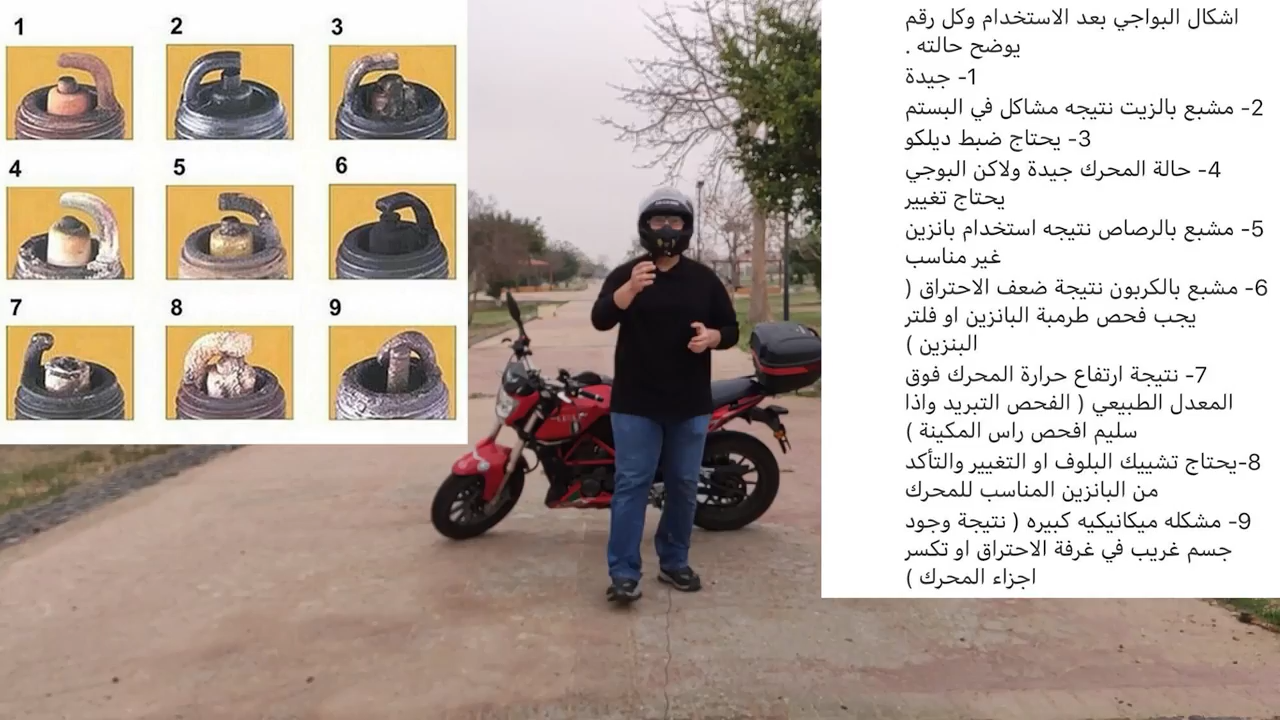 1
2
3
4
5
6
7
8
9
اشكال البواجي بعد الاستخدام وكل رقم
يوضح حالته .
1- جيدة
2- مشبع بالزيت نتيجه مشاكل في البستم
3- يحتاج ضبط ديلكو
4- حالة المحرك جيدة ولاكن البوجي
يحتاج تغيير
5- مشبع بالرصاص نتيجه استخدام بانزين
غير مناسب
6- مشبع بالكربون نتيجة ضعف الاحتراق (
يجب فحص طرمبة البانزين او فلتر
البنزين )
7- نتيجة ارتفاع حرارة المحرك فوق
المعدل الطبيعي ( الفحص التبريد واذا
سليم افحص راس المكينة )
8-يحتاج تشييك البلوف او التغيير والتأكد
من البانزين المناسب للمحرك
9- مشكله ميكانيكيه كبيره ( نتيجة وجود
جسم غريب في غرفة الاحتراق او تكسر
اجزاء المحرك )